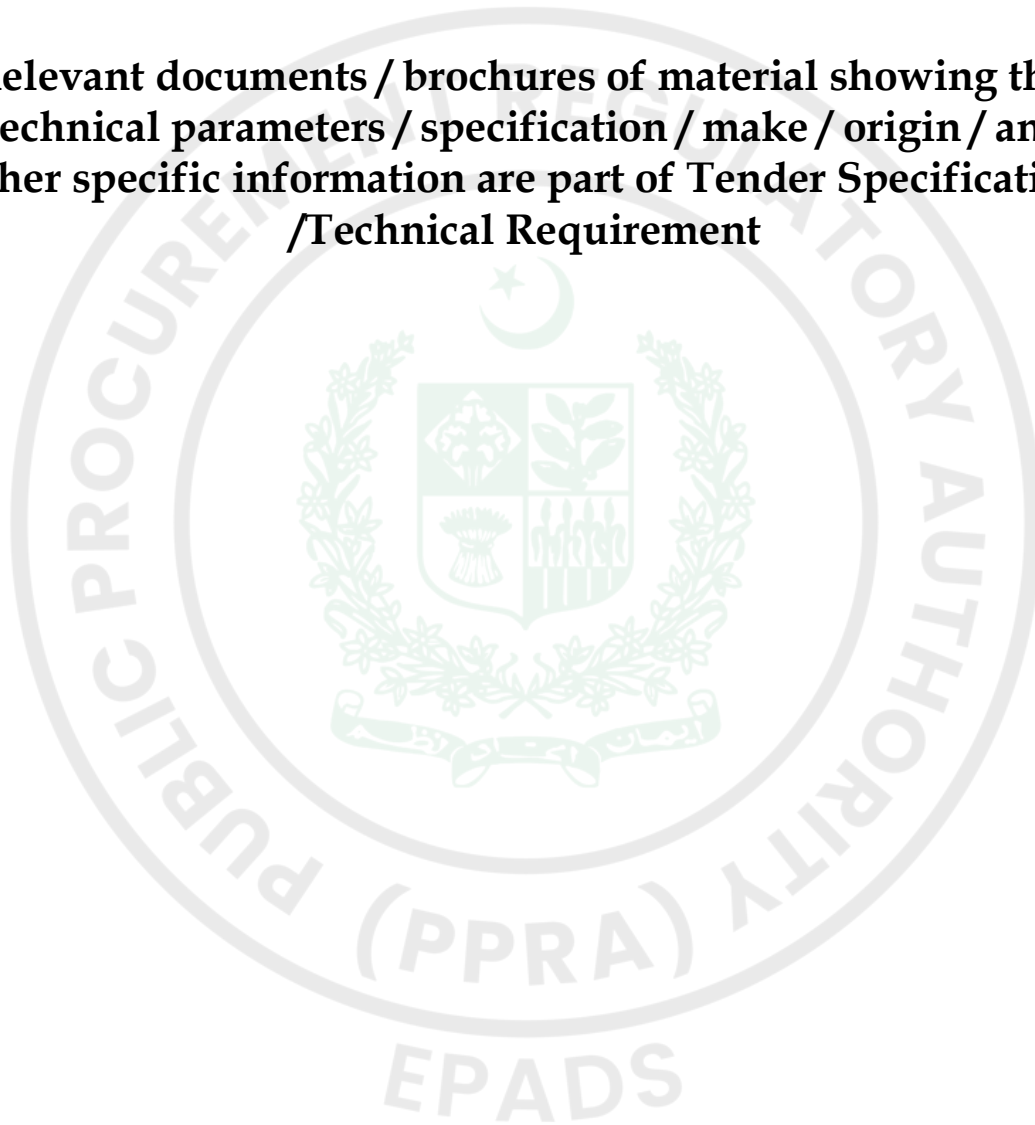 elevant documents / brochures of material showing th
echnical parameters / specification / make / origin / an
her specific information are part of Tender Specificati
/Technical Requirement
PUBLIC PROCUREMENT REGULATORY AUTHORITY
(PPRA)
EPADS